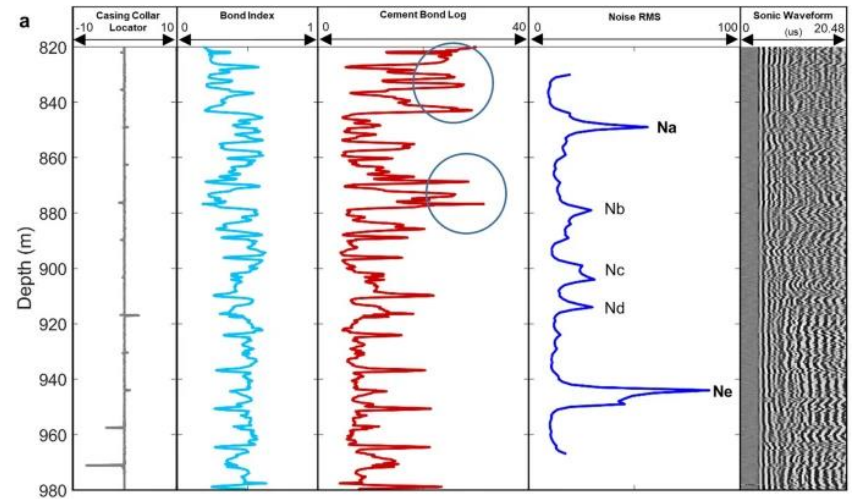 a
Casing Collar
Locator
-10 10
Bond Index
0 1
Cement Bond Log
0 40
Noise RMS
0 100
Sonic Waveform
(us)
0 20.48
Depth (m)
820
840
860
880
900
920
940
960
980
Na
Nb
Nc
Nd
Ne